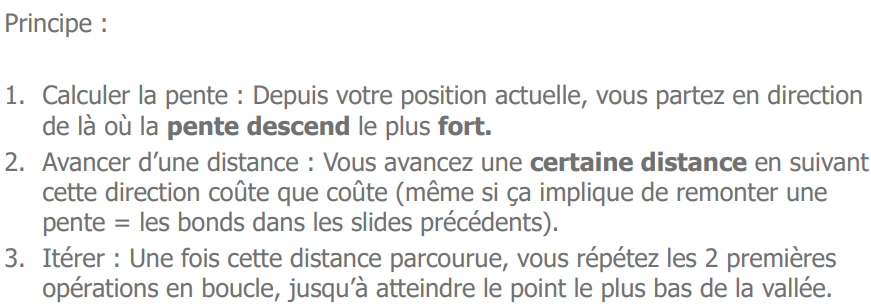 Principe :
1. Calculer la pente : Depuis votre position actuelle, vous partez en direction
de là où la pente descend le plus fort.
2. Avancer d’une distance : Vous avancez une certaine distance en suivant
cette direction coûte que coûte (même si ça implique de remonter une
pente = les bonds dans les slides précédents).
3. Itérer : Une fois cette distance parcourue, vous répétez les 2 premières
opérations en boucle, jusqu’à atteindre le point le plus bas de la vallée.